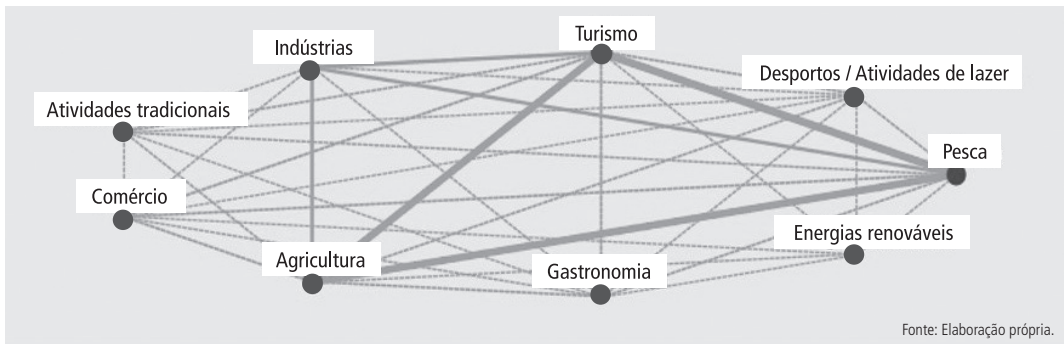 Turismo
Indústrias
Desportos / Atividades de lazer
Atividades tradicionais
Pesca
Comércio
Energias renováveis
Agricultura
Gastronomia
Fonte: Elaboração própria.